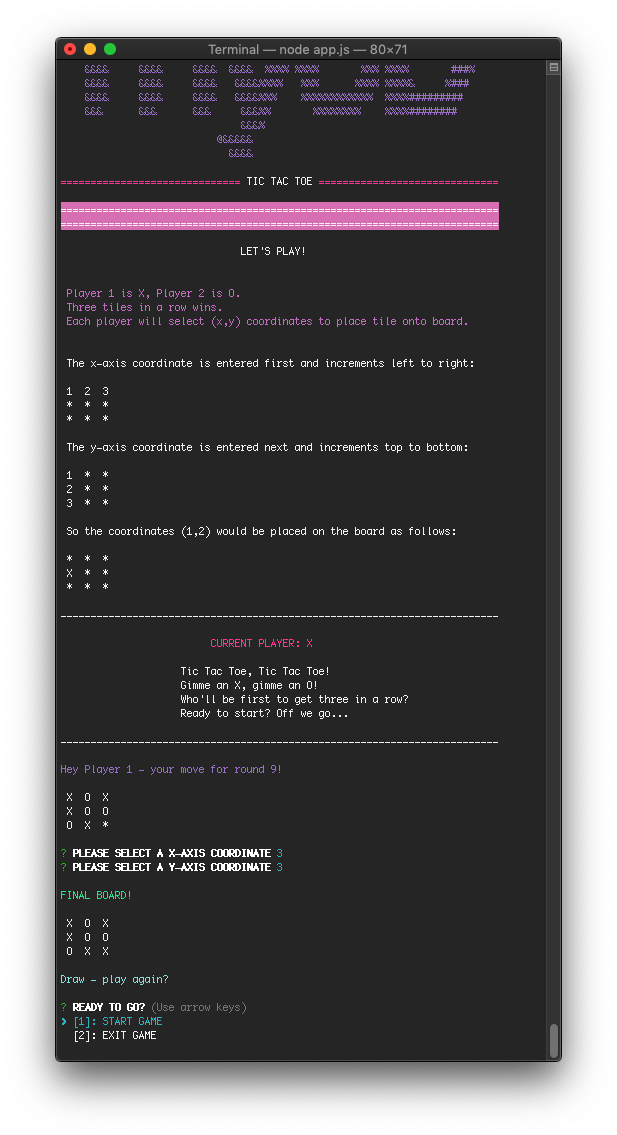 Terminal — node app.js — 80×71
&&&& &&&& &&&& &&&& %%%% %%%% %%% %%%% ###%
&&&& &&&& &&&& &&&&%%%% %%% %%%% %%%%& %###
&&&& &&&& &&&& &&&&%%% %%%%%%%%%%%% %%%%#########
&&& &&& &&& &&&%% %%%%%%%% %%%%########
&&&%
@&&&&&
&&&&
============================== TIC TAC TOE ==============================
=========================================================================
=========================================================================
LET'S PLAY!
Player 1 is X, Player 2 is O.
Three tiles in a row wins.
Each player will select (x,y) coordinates to place tile onto board.
The x-axis coordinate is entered first and increments left to right:
1 2 3
* * *
* * *
The y-axis coordinate is entered next and increments top to bottom:
1 * *
2 * *
3 * *
So the coordinates (1,2) would be placed on the board as follows:
* * *
X * *
* * *
-------------------------------------------------------------------------
CURRENT PLAYER: X
Tic Tac Toe, Tic Tac Toe!
Gimme an X, gimme an O!
Who'll be first to get three in a row?
Ready to start? Off we go...
-------------------------------------------------------------------------
Hey Player 1 - your move for round 9!
X O X
X O O
O X *
? PLEASE SELECT A X-AXIS COORDINATE 3
? PLEASE SELECT A Y-AXIS COORDINATE 3
FINAL BOARD!
X O X
X O O
O X X
Draw - play again?
? READY TO GO? (Use arrow keys)
❯ [1]: START GAME
[2]: EXIT GAME